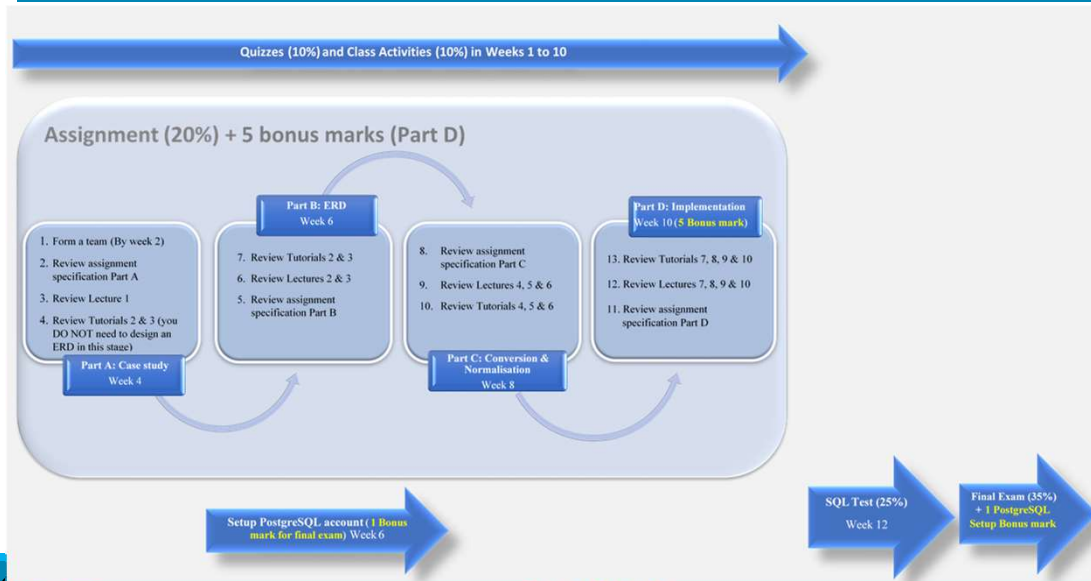 Quizzes (10%) and Class Activities (10%) in Weeks 1 to 10
Assignment (20%) + 5 bonus marks (Part D)
1. Form a team (By week 2)
2. Review assignment
specification Part A
3. Review Lecture 1
4. Review Tutorials 2 & 3 (you
DO NOT need to design an
ERD in this stage)
Part A: Case study
Week 4
Part B: ERD
Week 6
7. Review Tutorials 2 & 3
6. Review Lectures 2 & 3
5. Review assignment
specification Part B
8. Review assignment
specification Part C
9. Review Lectures 4, 5 & 6
10. Review Tutorials 4, 5 & 6
Part C: Conversion &
Normalisation
Week 8
Part D: Implementation
Week 10 (5 Bonus mark)
13. Review Tutorials 7, 8, 9 & 10
12. Review Lectures 7, 8, 9 & 10
11. Review assignment
specification Part D
Setup PostgreSQL account ( 1 Bonus
mark for final exam) Week 6
SQL Test (25%)
Week 12
Final Exam (35%)
+ 1 PostgreSQL
Setup Bonus mark